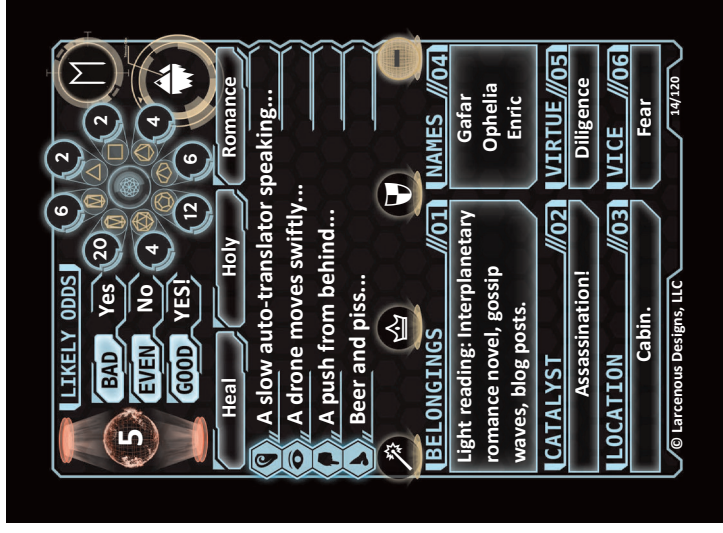 5
LIKELY ODDS
BAD Yes
EVEN No
GOOD YES!
20
6
2
2
4
6
12
4
Heal
Holy
Romance
A slow auto-translator speaking...
A drone moves swiftly...
A push from behind...
Beer and piss...
BELONGINGS //01
Light reading: Interplanetary
romance novel, gossip
waves, blog posts.
NAMES //04
Gafar
Ophelia
Enric
CATALYST //02
Assassination!
VIRTUE //05
Diligence
LOCATION //03
Cabin.
VICE //06
Fear
© Larcenous Designs, LLC
14/120